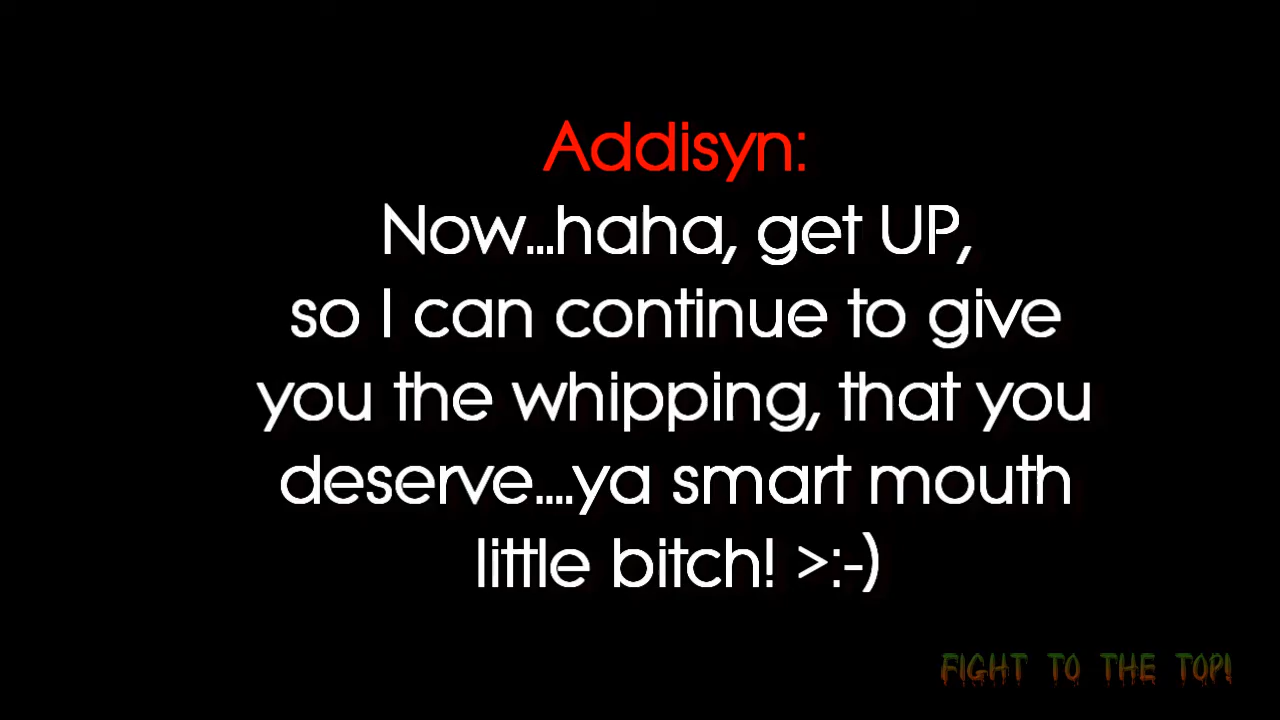 Addisyn:
Now...haha, get UP,
so I can continue to give
you the whipping, that you
deserve....ya smart mouth
little bitch! >:-)
FIGHT TO THE TOP!